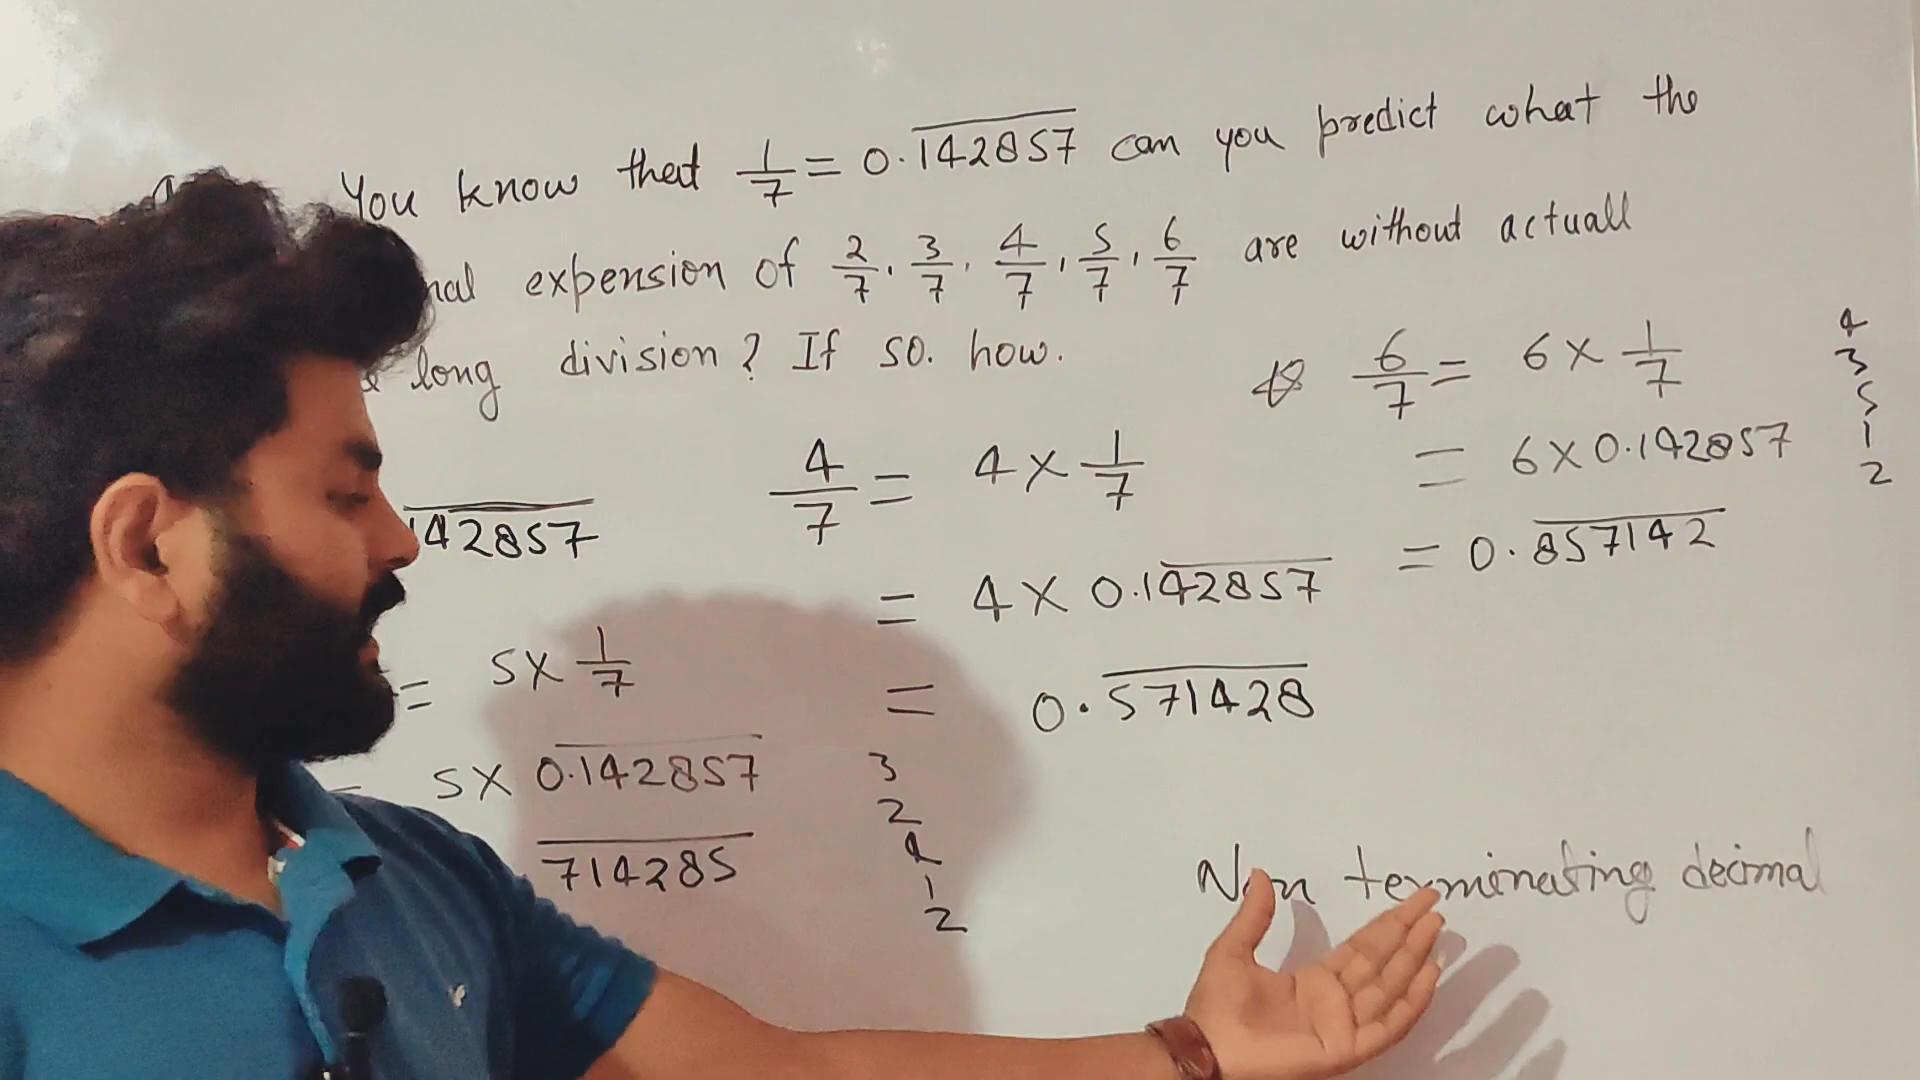 You know that 1/7 = 0.142857 can you predict what the
nal expension of 2/7, 3/7, 4/7, 5/7, 6/7 are without actuall
long division? If so. how.
6/7 = 6 × 1/7
= 6 × 0.142857
= 0.857142
4
3
5
1
2
142857
4/7 = 4 × 1/7
= 4 × 0.142857
= 0.571428
= 5 × 1/7
= 5 × 0.142857
714285
3
2
4
1
2
Non terminating decimal